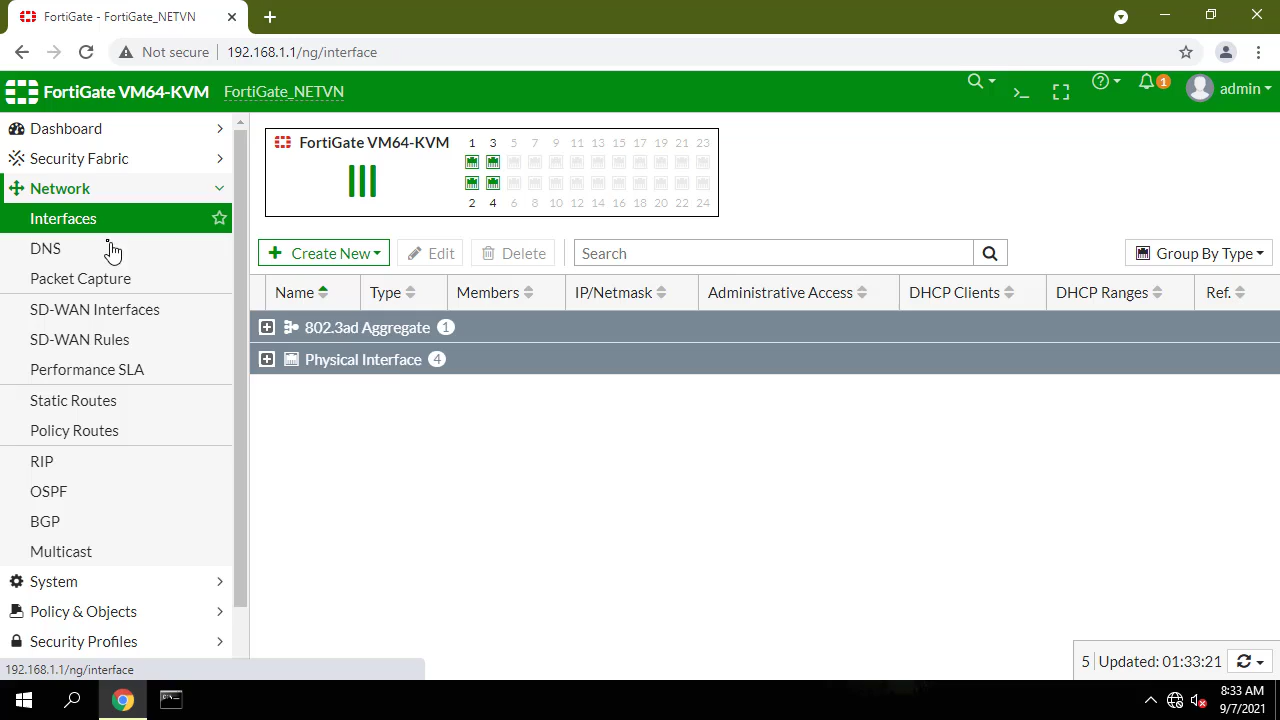 FortiGate - FortiGate_NETVN
Not secure
192.168.1.1/ng/interface
FortiGate VM64-KVM
FortiGate_NETVN
1
admin
Dashboard
Security Fabric
Network
Interfaces
DNS
Packet Capture
SD-WAN Interfaces
SD-WAN Rules
Performance SLA
Static Routes
Policy Routes
RIP
OSPF
BGP
Multicast
System
Policy & Objects
Security Profiles
192.168.1.1/ng/interface
FortiGate VM64-KVM
1 3 5 7 9 11 13 15 17 19 21 23
2 4 6 8 10 12 14 16 18 20 22 24
Create New
Edit
Delete
Search
Group By Type
Name Type Members IP/Netmask Administrative Access DHCP Clients DHCP Ranges Ref.
802.3ad Aggregate 1
Physical Interface 4
5 Updated: 01:33:21
8:33 AM
9/7/2021